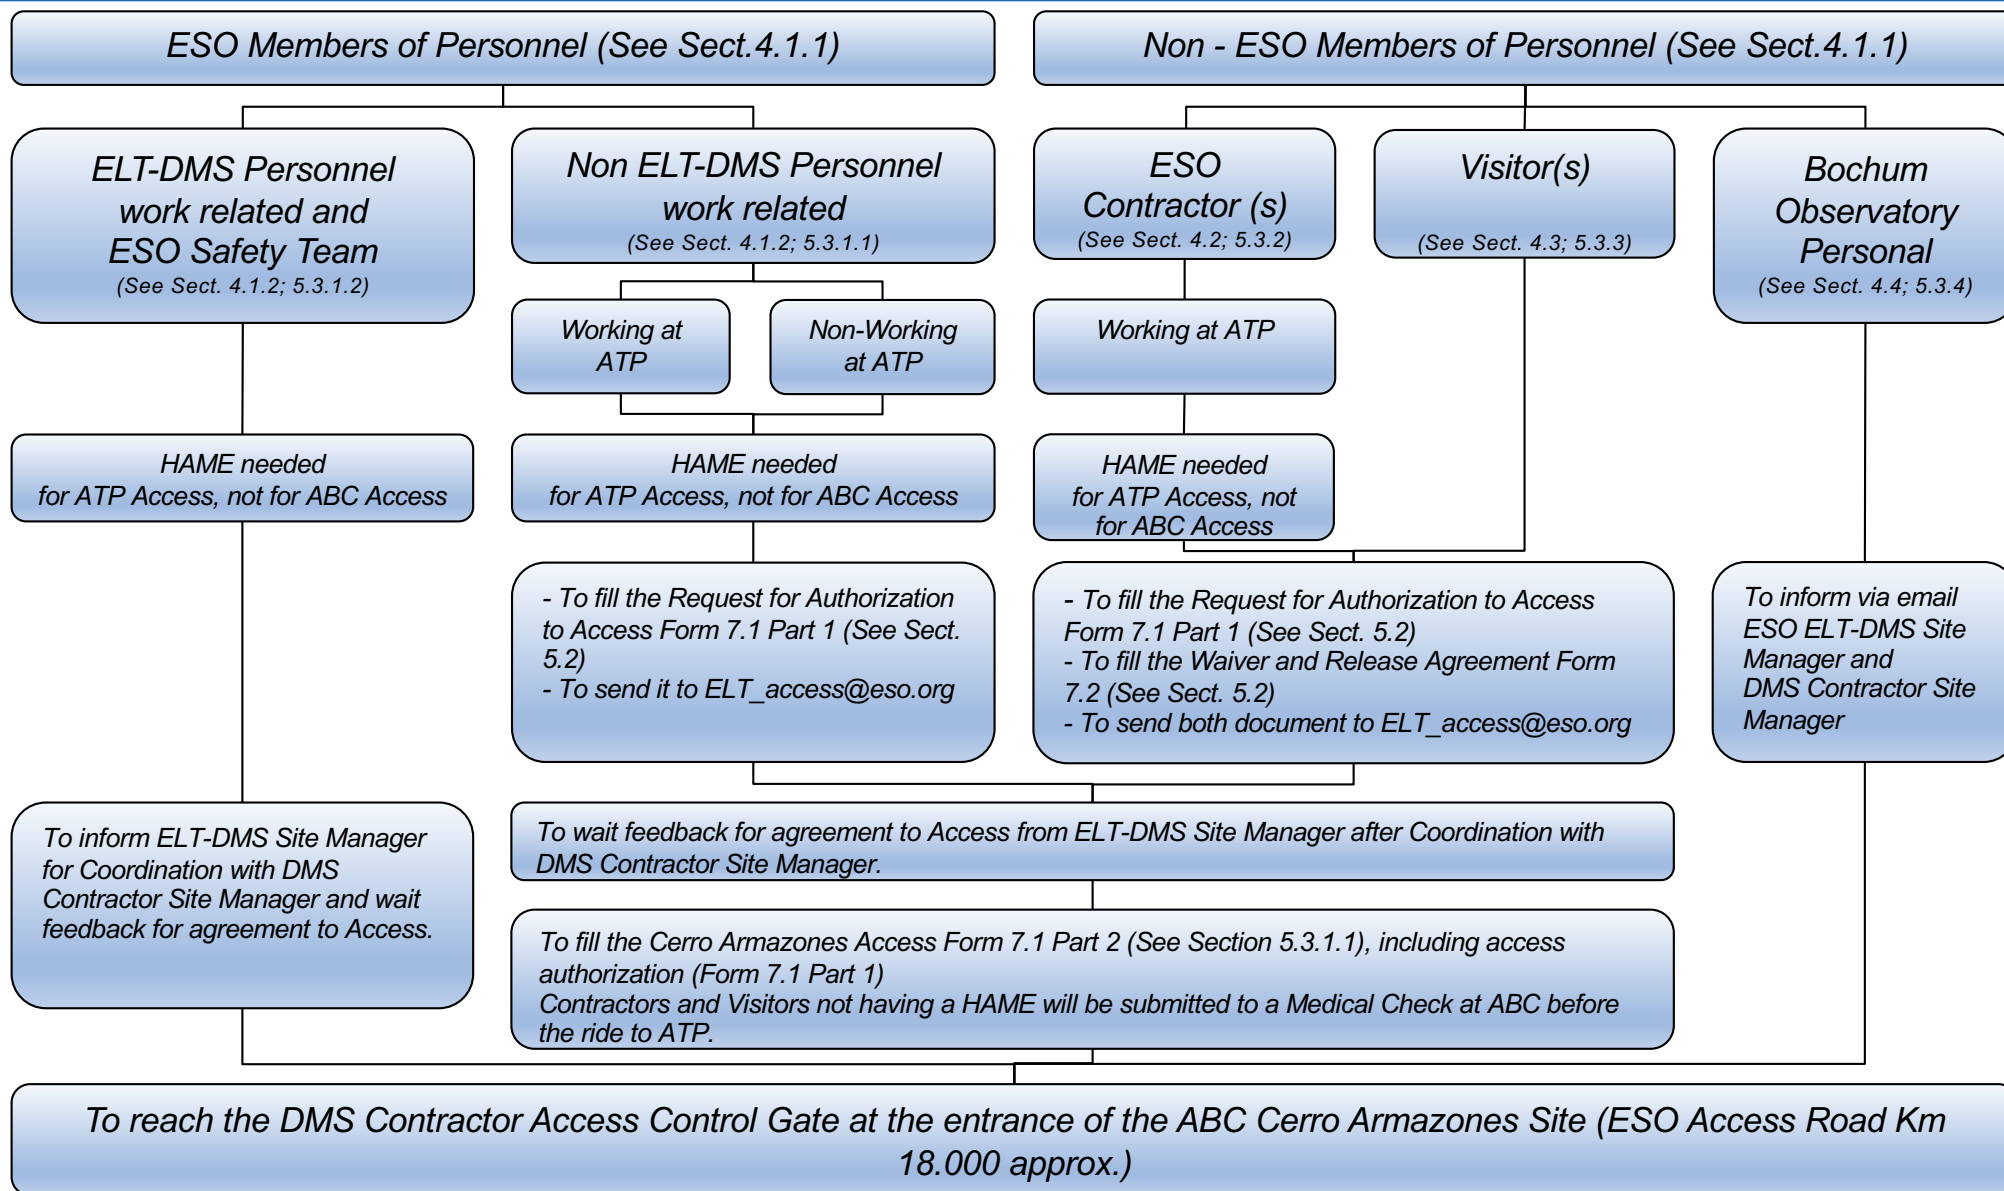 ESO Members of Personnel (See Sect.4.1.1)
Non - ESO Members of Personnel (See Sect.4.1.1)
ELT-DMS Personnel
work related and
ESO Safety Team
(See Sect. 4.1.2; 5.3.1.2)
Non ELT-DMS Personnel
work related
(See Sect. 4.1.2; 5.3.1.1)
ESO
Contractor (s)
(See Sect. 4.2; 5.3.2)
Visitor(s)
(See Sect. 4.3; 5.3.3)
Bochum
Observatory
Personal
(See Sect. 4.4; 5.3.4)
Working at
ATP
Non-Working
at ATP
Working at ATP
HAME needed
for ATP Access, not for ABC Access
HAME needed
for ATP Access, not for ABC Access
HAME needed
for ATP Access, not
for ABC Access
- To fill the Request for Authorization
to Access Form 7.1 Part 1 (See Sect.
5.2)
- To send it to ELT_access@eso.org
- To fill the Request for Authorization to Access
Form 7.1 Part 1 (See Sect. 5.2)
- To fill the Waiver and Release Agreement Form
7.2 (See Sect. 5.2)
- To send both document to ELT_access@eso.org
To inform via email
ESO ELT-DMS Site
Manager and
DMS Contractor Site
Manager
To inform ELT-DMS Site Manager
for Coordination with DMS
Contractor Site Manager and wait
feedback for agreement to Access.
To wait feedback for agreement to Access from ELT-DMS Site Manager after Coordination with
DMS Contractor Site Manager.
To fill the Cerro Armazones Access Form 7.1 Part 2 (See Section 5.3.1.1), including access
authorization (Form 7.1 Part 1)
Contractors and Visitors not having a HAME will be submitted to a Medical Check at ABC before
the ride to ATP.
To reach the DMS Contractor Access Control Gate at the entrance of the ABC Cerro Armazones Site (ESO Access Road Km
18.000 approx.)